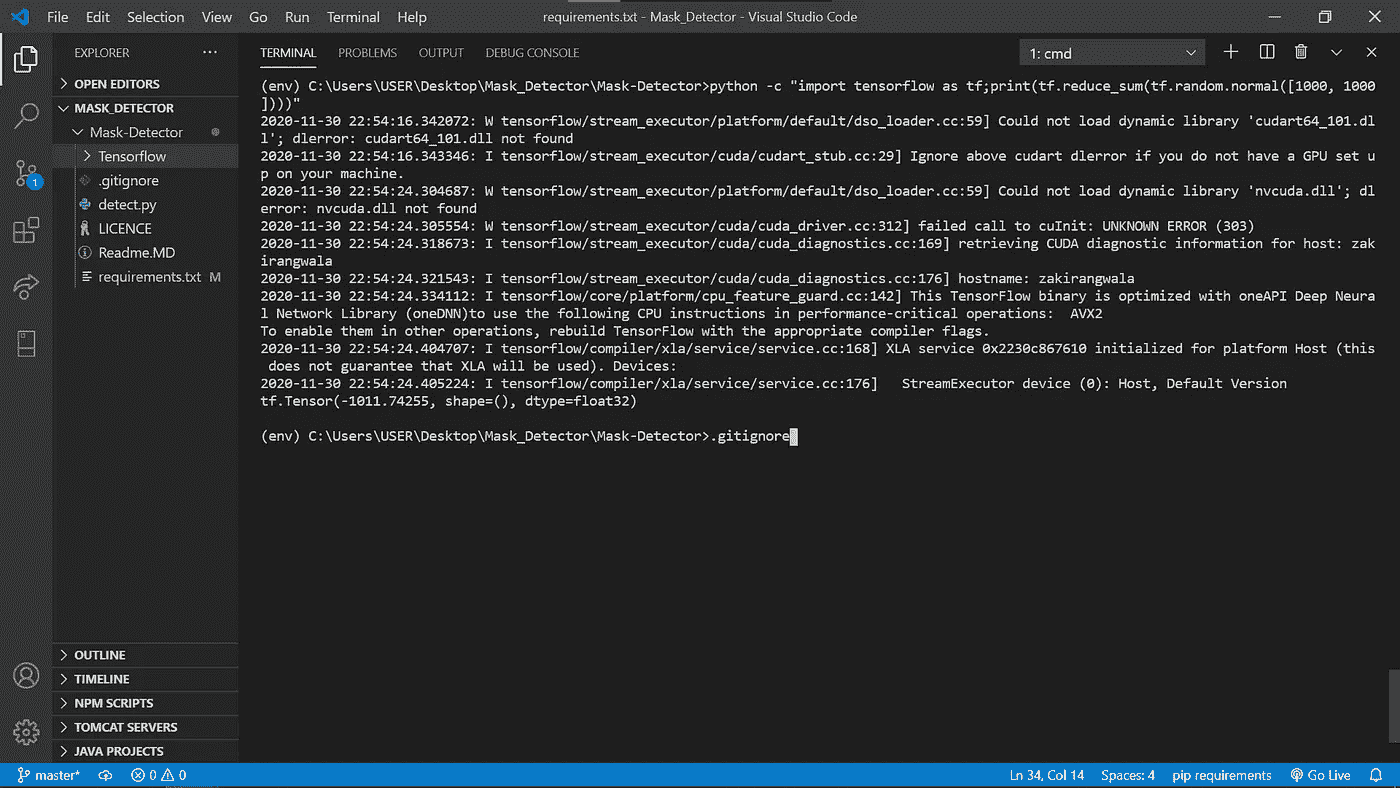 File Edit Selection View Go Run Terminal Help
requirements.txt - Mask_Detector - Visual Studio Code
EXPLORER
OPEN EDITORS
MASK_DETECTOR
Mask-Detector
Tensorflow
.gitignore
detect.py
LICENCE
Readme.MD
requirements.txt M
1
OUTLINE
TIMELINE
NPM SCRIPTS
TOMCAT SERVERS
JAVA PROJECTS
TERMINAL PROBLEMS OUTPUT DEBUG CONSOLE
1: cmd
(env) C:\Users\USER\Desktop\Mask_Detector\Mask-Detector>python -c "import tensorflow as tf;print(tf.reduce_sum(tf.random.normal([1000, 1000
])))"
2020-11-30 22:54:16.342072: W tensorflow/stream_executor/platform/default/dso_loader.cc:59] Could not load dynamic library 'cudart64_101.dl
l'; dlerror: cudart64_101.dll not found
2020-11-30 22:54:16.343346: I tensorflow/stream_executor/cuda/cudart_stub.cc:29] Ignore above cudart dlerror if you do not have a GPU set u
p on your machine.
2020-11-30 22:54:24.304687: W tensorflow/stream_executor/platform/default/dso_loader.cc:59] Could not load dynamic library 'nvcuda.dll'; dl
error: nvcuda.dll not found
2020-11-30 22:54:24.305554: W tensorflow/stream_executor/cuda/cuda_driver.cc:312] failed call to cuInit: UNKNOWN ERROR (303)
2020-11-30 22:54:24.318673: I tensorflow/stream_executor/cuda/cuda_diagnostics.cc:169] retrieving CUDA diagnostic information for host: zak
irangwala
2020-11-30 22:54:24.321543: I tensorflow/stream_executor/cuda/cuda_diagnostics.cc:176] hostname: zakirangwala
2020-11-30 22:54:24.334112: I tensorflow/core/platform/cpu_feature_guard.cc:142] This TensorFlow binary is optimized with oneAPI Deep Neura
l Network Library (oneDNN)to use the following CPU instructions in performance-critical operations:  AVX2
To enable them in other operations, rebuild TensorFlow with the appropriate compiler flags.
2020-11-30 22:54:24.404707: I tensorflow/compiler/xla/service/service.cc:168] XLA service 0x2230c867610 initialized for platform Host (this
 does not guarantee that XLA will be used). Devices:
2020-11-30 22:54:24.405224: I tensorflow/compiler/xla/service/service.cc:176]   StreamExecutor device (0): Host, Default Version
tf.Tensor(-1011.74255, shape=(), dtype=float32)
(env) C:\Users\USER\Desktop\Mask_Detector\Mask-Detector>.gitignore
master* 0 0 Ln 34, Col 14 Spaces: 4 pip requirements Go Live